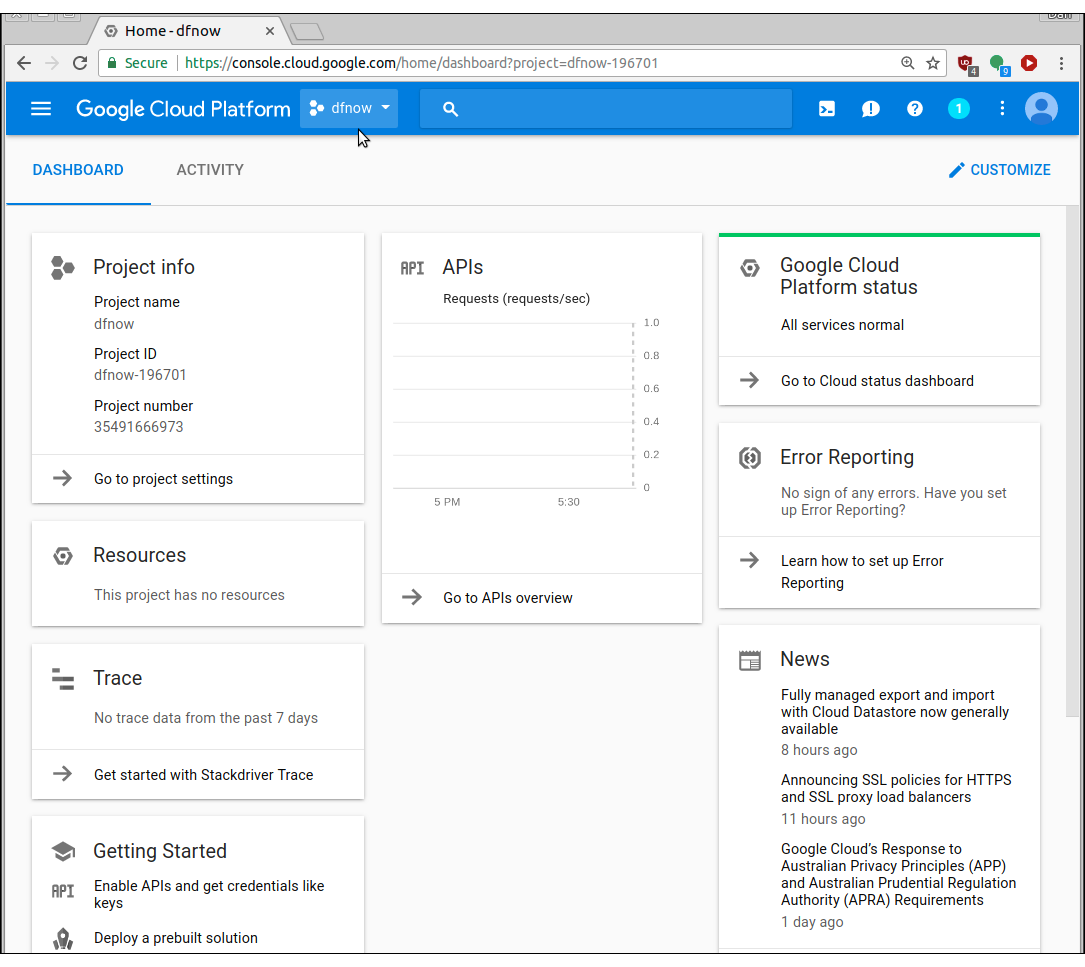 Home - dfnow
Secure
https://console.cloud.google.com/home/dashboard?project=dfnow-196701
4
9
Google Cloud Platform
dfnow
1
DASHBOARD
ACTIVITY
CUSTOMIZE
Project info
Project name
dfnow
Project ID
dfnow-196701
Project number
35491666973
Go to project settings
Resources
This project has no resources
Trace
No trace data from the past 7 days
Get started with Stackdriver Trace
Getting Started
API
Enable APIs and get credentials like
keys
Deploy a prebuilt solution
API
APIs
Requests (requests/sec)
1.0
0.8
0.6
0.4
0.2
0
5 PM
5:30
Go to APIs overview
Google Cloud
Platform status
All services normal
Go to Cloud status dashboard
Error Reporting
No sign of any errors. Have you set
up Error Reporting?
Learn how to set up Error
Reporting
News
Fully managed export and import
with Cloud Datastore now generally
available
8 hours ago
Announcing SSL policies for HTTPS
and SSL proxy load balancers
11 hours ago
Google Cloud's Response to
Australian Privacy Principles (APP)
and Australian Prudential Regulation
Authority (APRA) Requirements
1 day ago